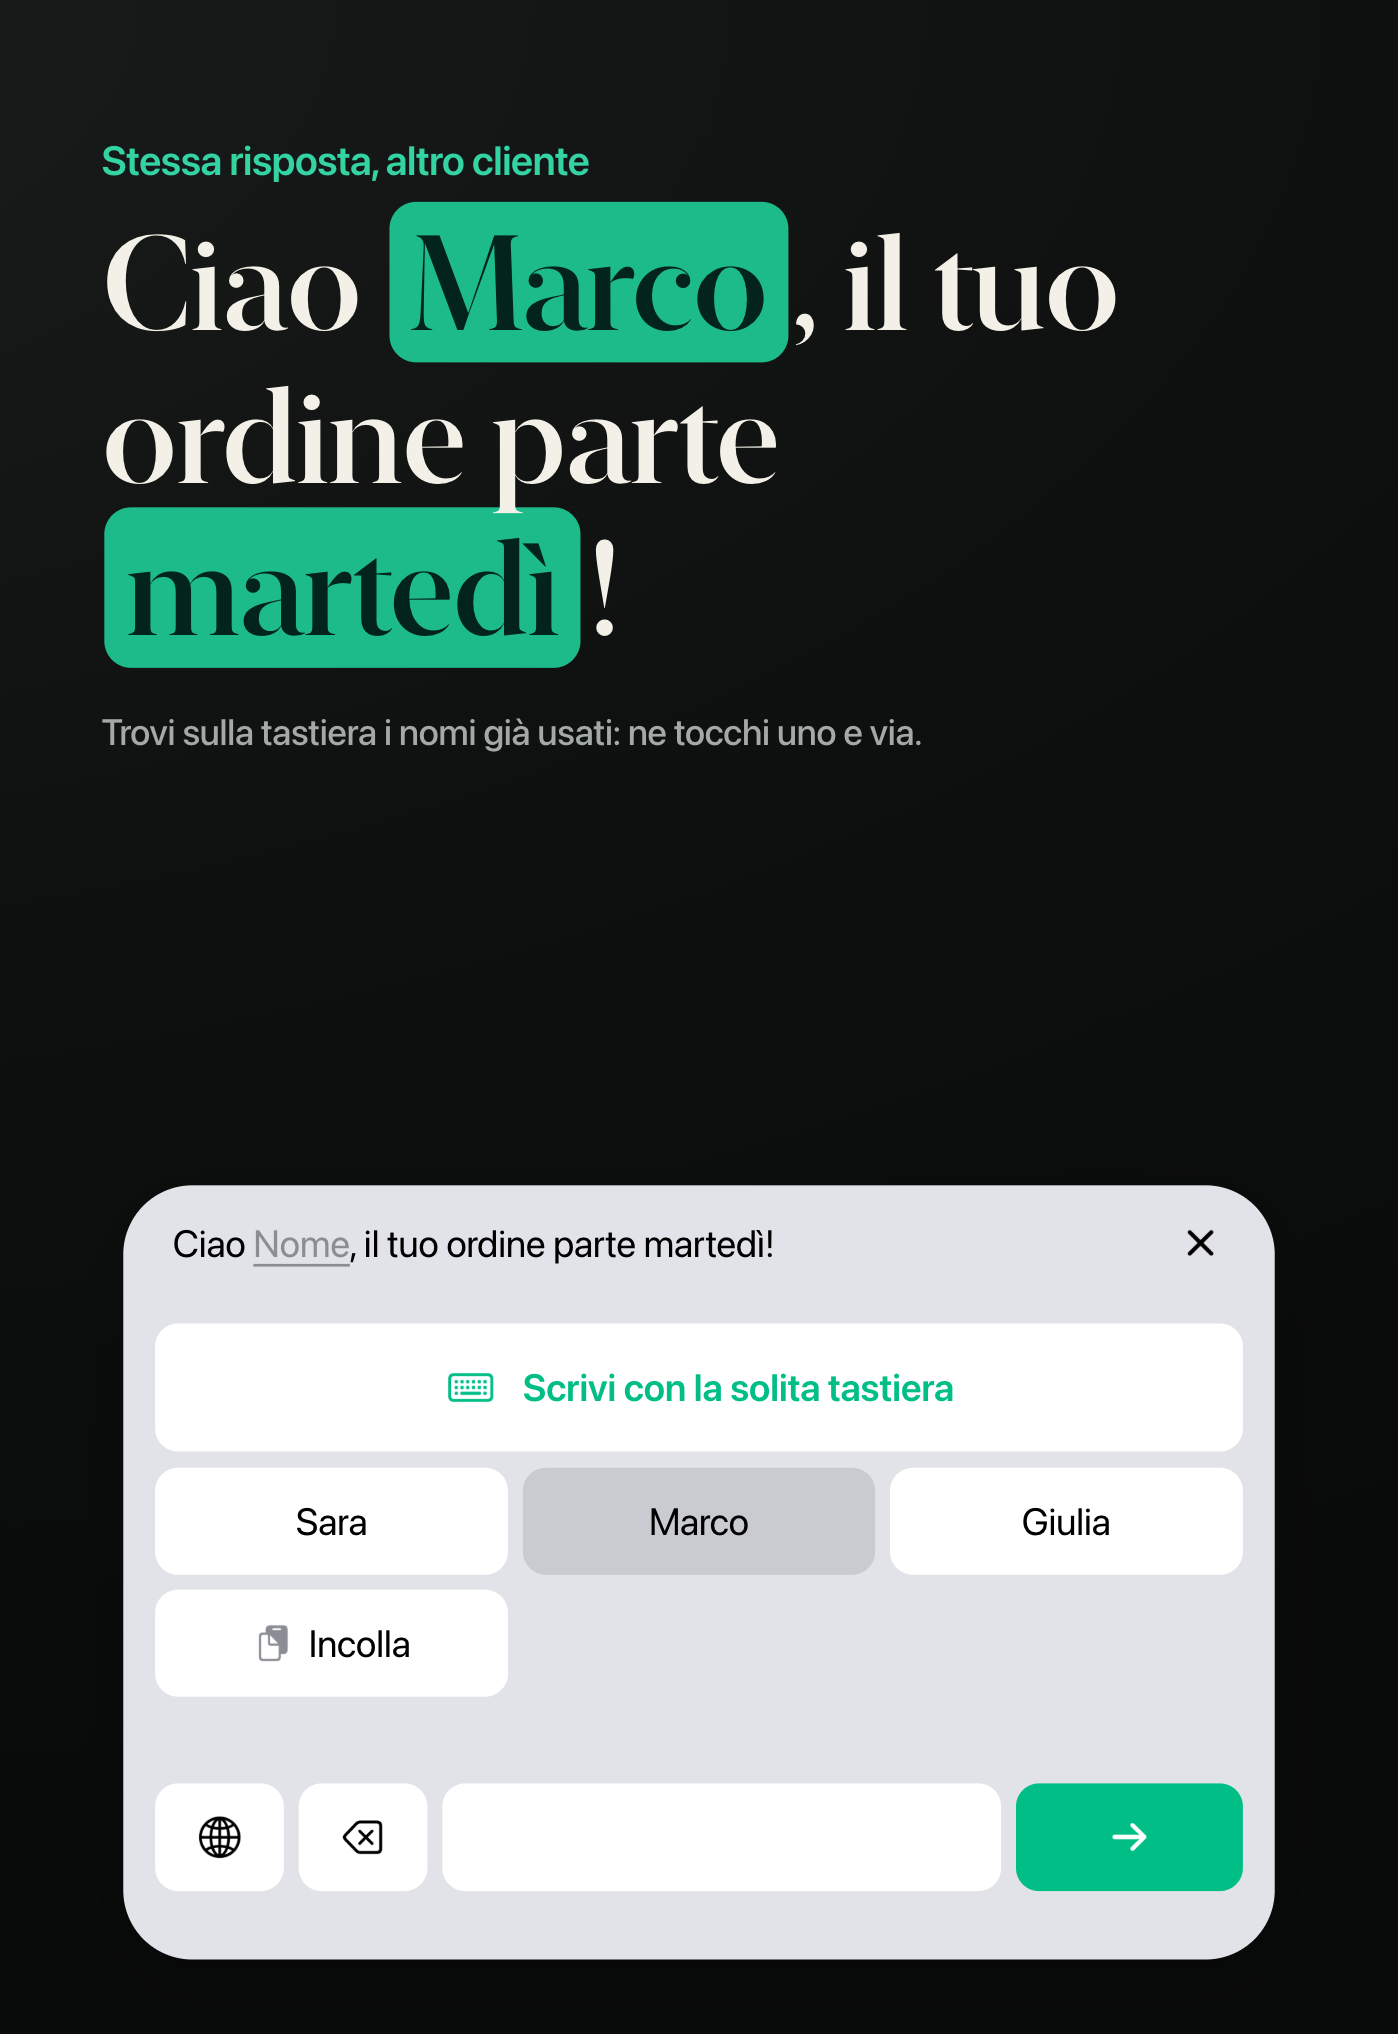 Stessa risposta, altro cliente
Ciao Marco, il tuo
ordine parte
martedì!
Trovi sulla tastiera i nomi già usati: ne tocchi uno e via.
Ciao Nome, il tuo ordine parte martedì!
Scrivi con la solita tastiera
Sara
Marco
Giulia
Incolla